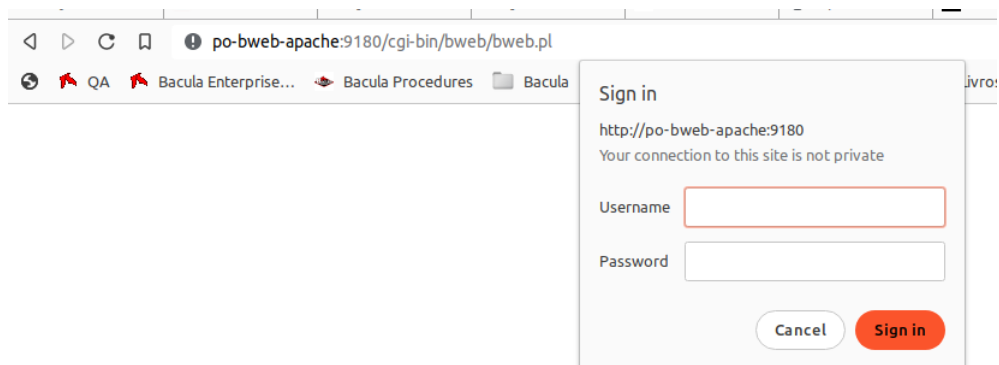 po-bweb-apache:9180/cgi-bin/bweb/bweb.pl
QA Bacula Enterprise... Bacula Procedures Bacula ivros
Sign in
http://po-bweb-apache:9180
Your connection to this site is not private
Username
Password
Cancel Sign in